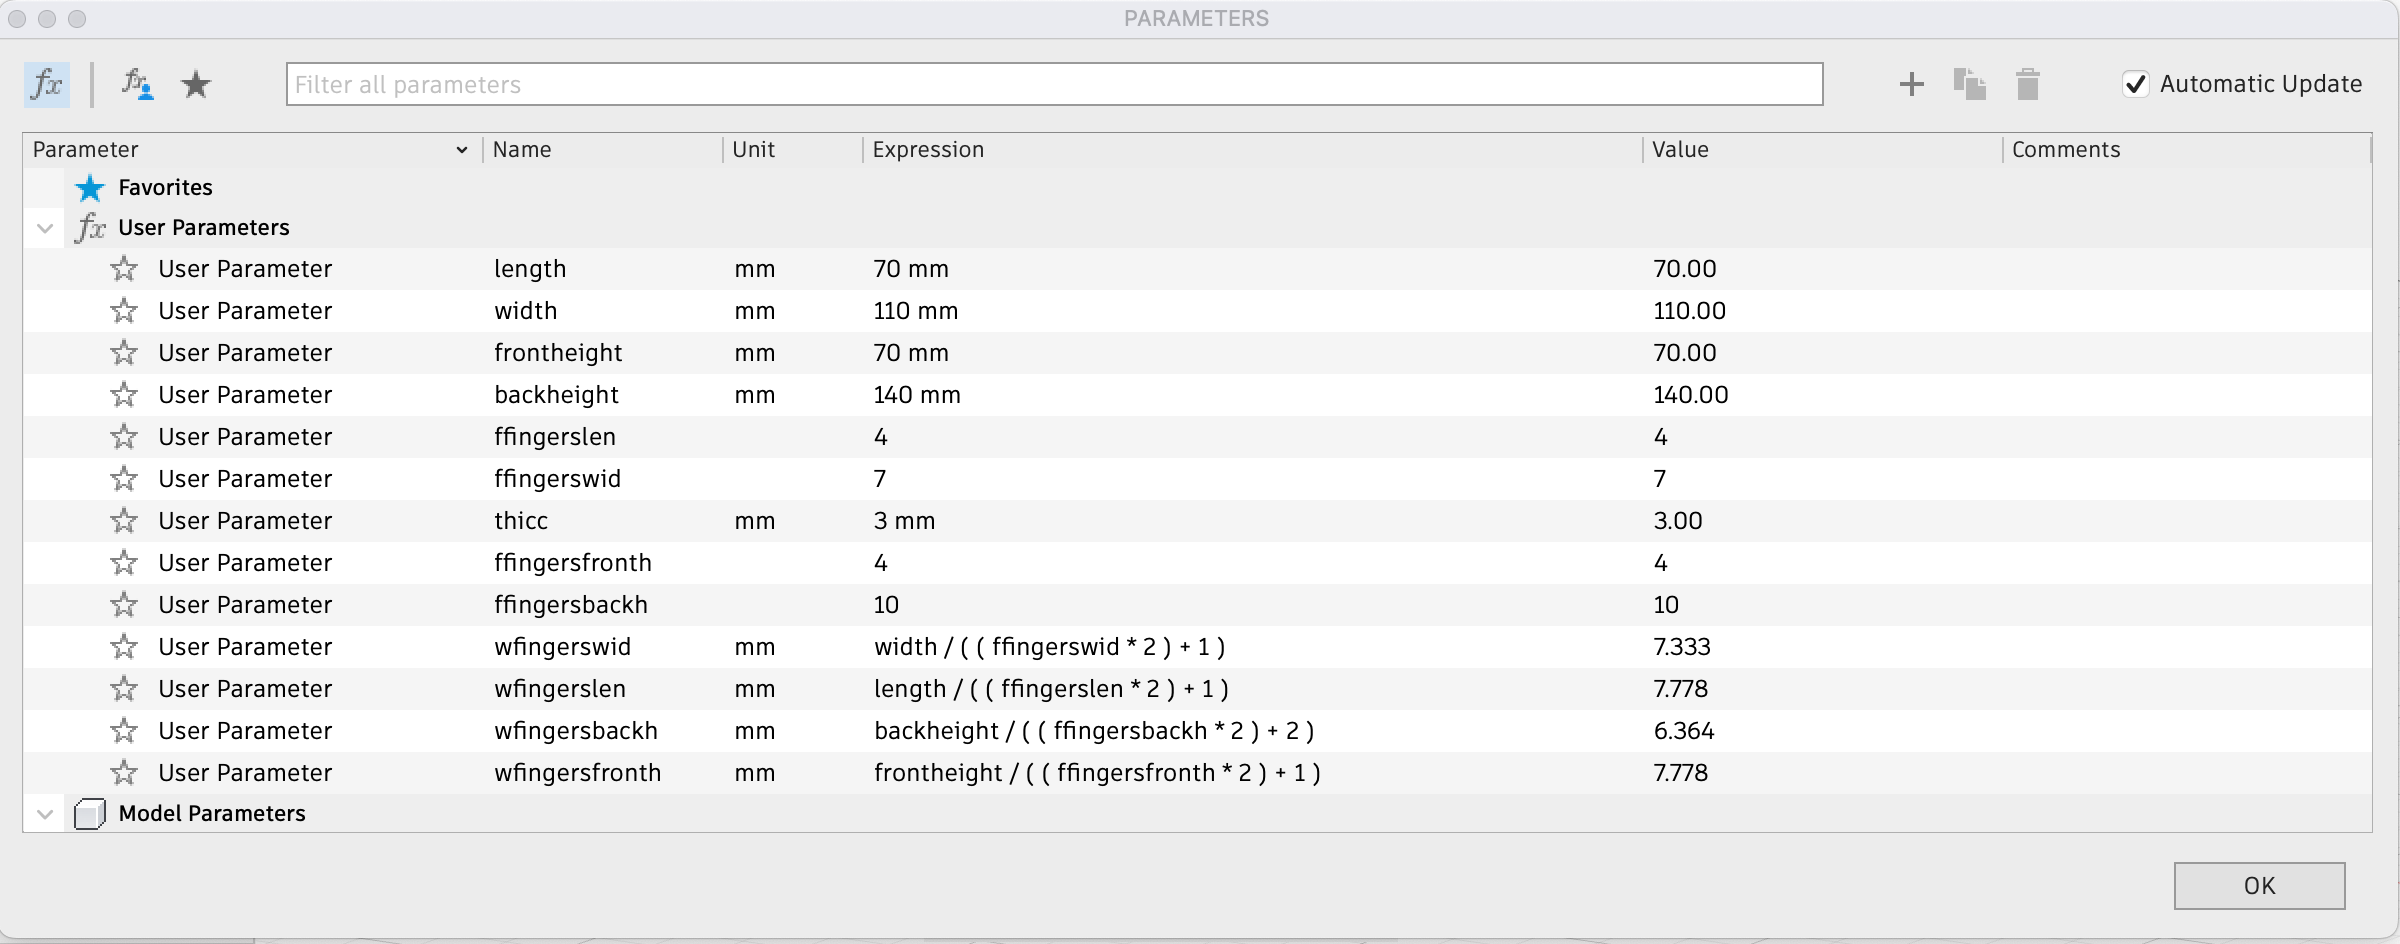 PARAMETERS
fx fx Filter all parameters Automatic Update
Parameter Name Unit Expression Value Comments
Favorites
fx User Parameters
User Parameter length mm 70 mm 70.00
User Parameter width mm 110 mm 110.00
User Parameter frontheight mm 70 mm 70.00
User Parameter backheight mm 140 mm 140.00
User Parameter ffingerslen 4 4
User Parameter ffingerswid 7 7
User Parameter thicc mm 3 mm 3.00
User Parameter ffingersfronth 4 4
User Parameter ffingersbackh 10 10
User Parameter wfingerswid mm width / ( ( ffingerswid * 2 ) + 1 ) 7.333
User Parameter wfingerslen mm length / ( ( ffingerslen * 2 ) + 1 ) 7.778
User Parameter wfingersbackh mm backheight / ( ( ffingersbackh * 2 ) + 2 ) 6.364
User Parameter wfingersfronth mm frontheight / ( ( ffingersfronth * 2 ) + 1 ) 7.778
Model Parameters
OK